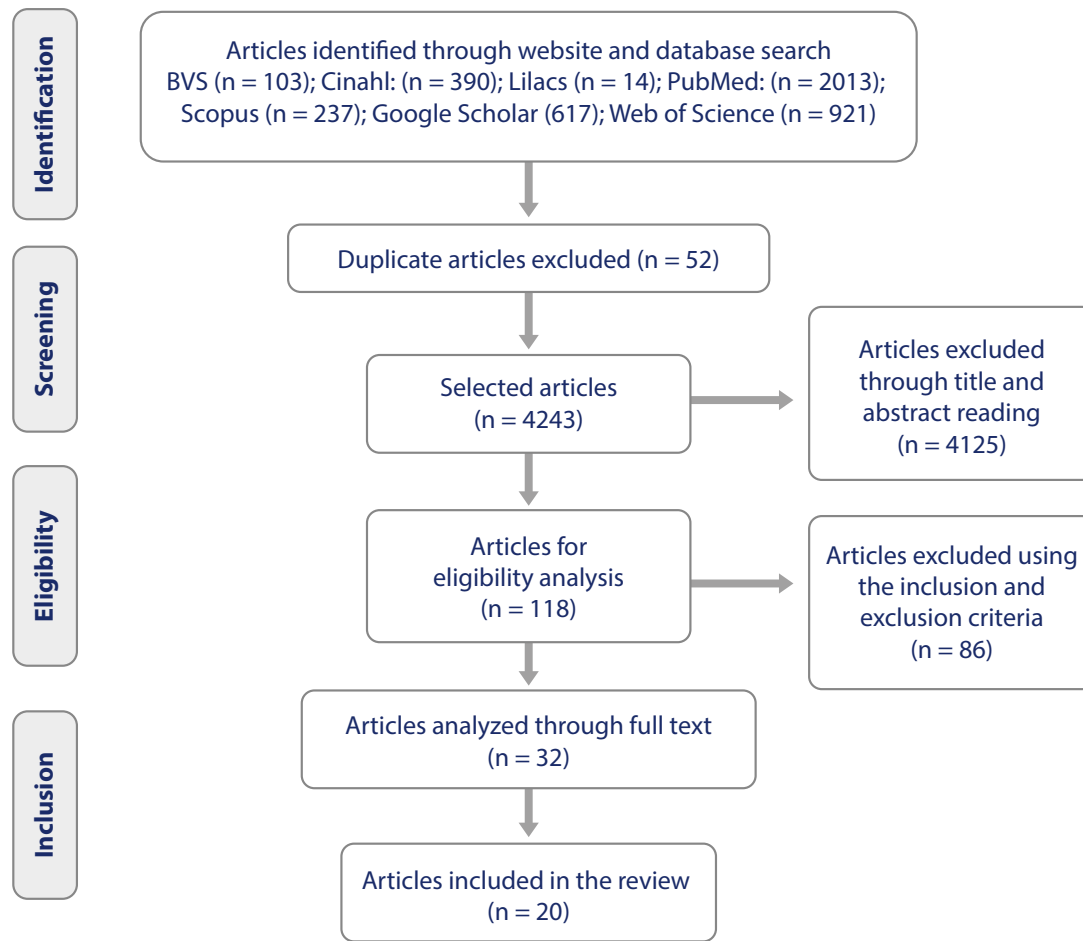 Identification
Articles identified through website and database search
BVS (n = 103); Cinahl: (n = 390); Lilacs (n = 14); PubMed: (n = 2013);
Scopus (n = 237); Google Scholar (617); Web of Science (n = 921)
Screening
Duplicate articles excluded (n = 52)
Selected articles
(n = 4243)
Articles excluded
through title and
abstract reading
(n = 4125)
Eligibility
Articles for
eligibility analysis
(n = 118)
Articles excluded using
the inclusion and
exclusion criteria
(n = 86)
Inclusion
Articles analyzed through full text
(n = 32)
Articles included in the review
(n = 20)